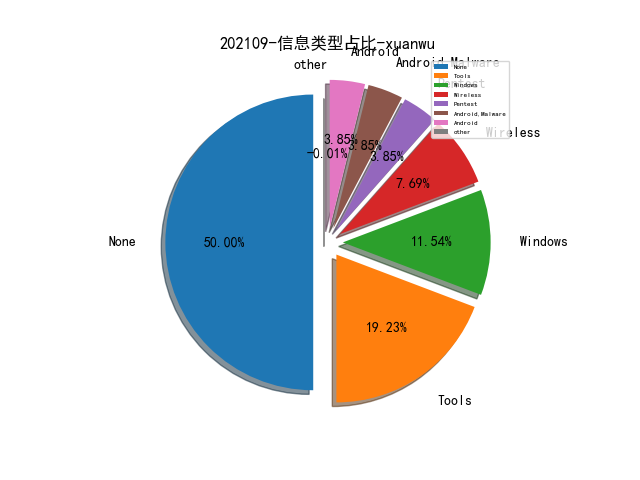 202109-信息类型占比-xuanwu
Android
other
Android Malware
Pentest
Wireless
None
Tools
Windows
Wireless
Pentest
Android Malware
Android
other
3.85%
3.85%
3.85%
-0.01%
7.69%
None
50.00%
11.54%
Windows
19.23%
Tools